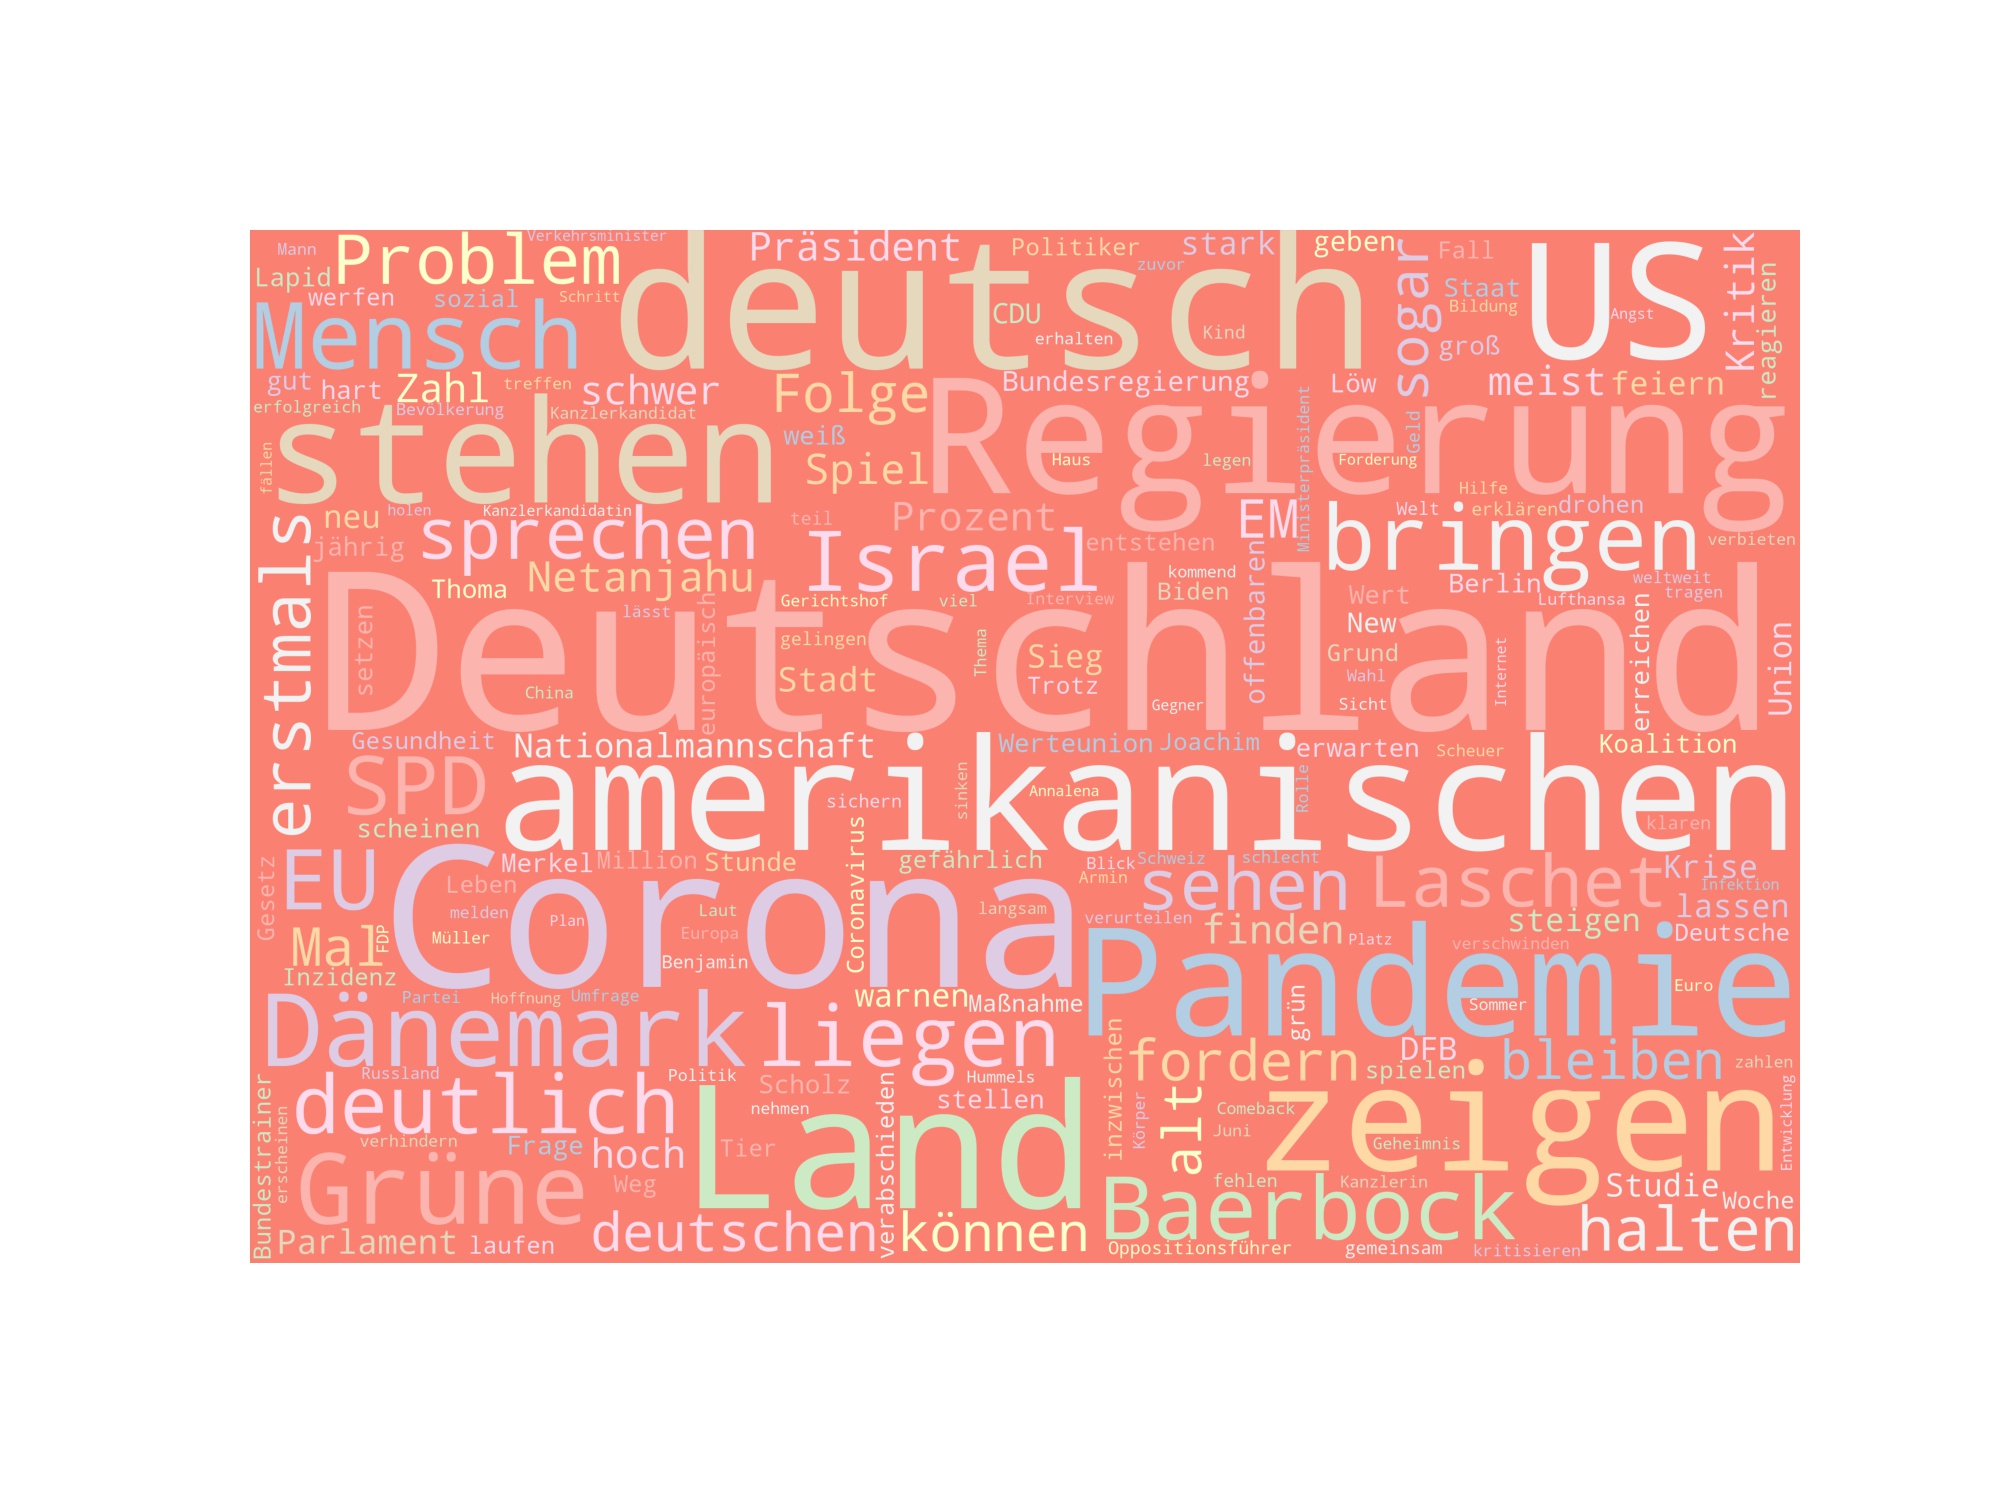 Mann
Verkehrsminister
Problem
deutsch
Präsident
Politiker
stark
geben
sogar
Fall
US
Kritik
Lapid
zuvor
reagieren
werfen
sozial
Schritt
CDU
Staat
Bildung
Angst
Mensch
erhalten
Kind
groß
gut
hart
Zahl
treffen
schwer
Folge
Bundesregierung
Löw
meist
feiern
erfolgreich
Bevölkerung
Kanzlerkandidat
stehen
weiß
Regierung
Geld
Ministerpräsident
fällen
Spiel
Haus
legen
Forderung
Hilfe
erstmals
neu
holen
Kanzlerkandidatin
sprechen
teil
Prozent
EM
Welt
erklären
drohen
bringen
jährig
Israel
entstehen
verbieten
Thoma
Netanjahu
kommend
Berlin
weltweit
setzen
lässt
europäisch
Gerichtshof
viel
Interview
Biden
offenbaren
Wert
Lufthansa
tragen
Deutschland
New
erreichen
Union
gelingen
Thema
Sieg
Grund
Internet
China
Stadt
Trotz
Wahl
Gegner
Sicht
Gesundheit
Nationalmannschaft
Werteunion
Joachim
erwarten
Scheuer
Koalition
SPD
amerikanischen
sichern
sinken
Annalena
Rolle
scheinen
klaren
Gesetz
EU
Merkel
Million
Stunde
Coronavirus
gefährlich
Blick
Schweiz
schlecht
Laschet
Krise
Leben
Armin
sehen
Infektion
Corona
melden
Plan
Laut
langsam
verurteilen
finden
steigen
lassen
Mal
FDP
Müller
Europa
Platz
verschwinden
Deutsche
Inzidenz
Benjamin
Pandemie
Partei
Hoffnung
Umfrage
warnen
Maßnahme
grün
Sommer
Euro
Dänemark
liegen
inzwischen
fordern
DFB
bleiben
zahlen
Bundestrainer
Russland
Politik
Scholz
Hummels
spielen
erscheinen
deutlich
Land
nehmen
verabschieden
stellen
Körper
alt
Comeback
zeigen
Entwicklung
verhindern
Frage
hoch
Tier
Juni
Geheimnis
Grüne
Weg
Baerbock
fehlen
Kanzlerin
Studie
Woche
Parlament
laufen
deutschen
können
Oppositionsführer
gemeinsam
kritisieren
halten